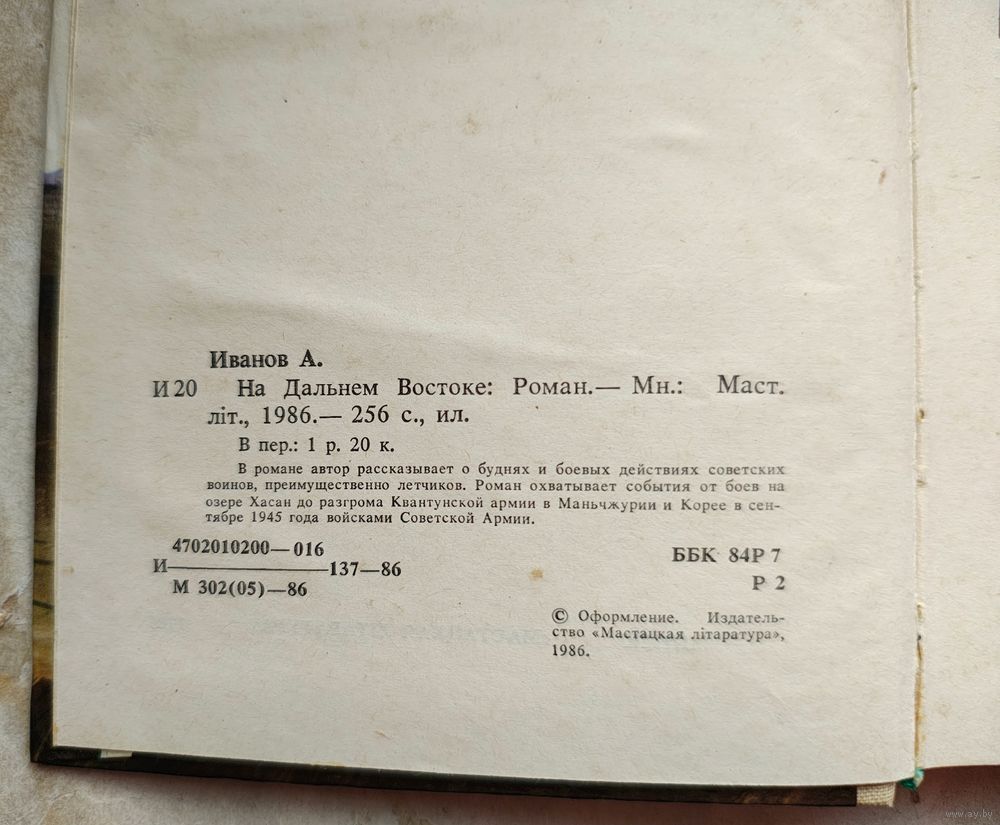 Иванов А.
И 20 На Дальнем Востоке: Роман.— Мн.: Маст.
літ., 1986.— 256 с., ил.
В пер.: 1 р. 20 к.
В романе автор рассказывает о буднях и боевых действиях советских
воинов, преимущественно летчиков. Роман охватывает события от боев на
озере Хасан до разгрома Квантунской армии в Маньчжурии и Корее в сен-
тябре 1945 года войсками Советской Армии.
4702010200—016
И—————137—86
М 302(05)—86
ББК 84Р 7
Р 2
© Оформление. Издатель-
ство «Мастацкая літаратура»,
1986.
www.ay.by